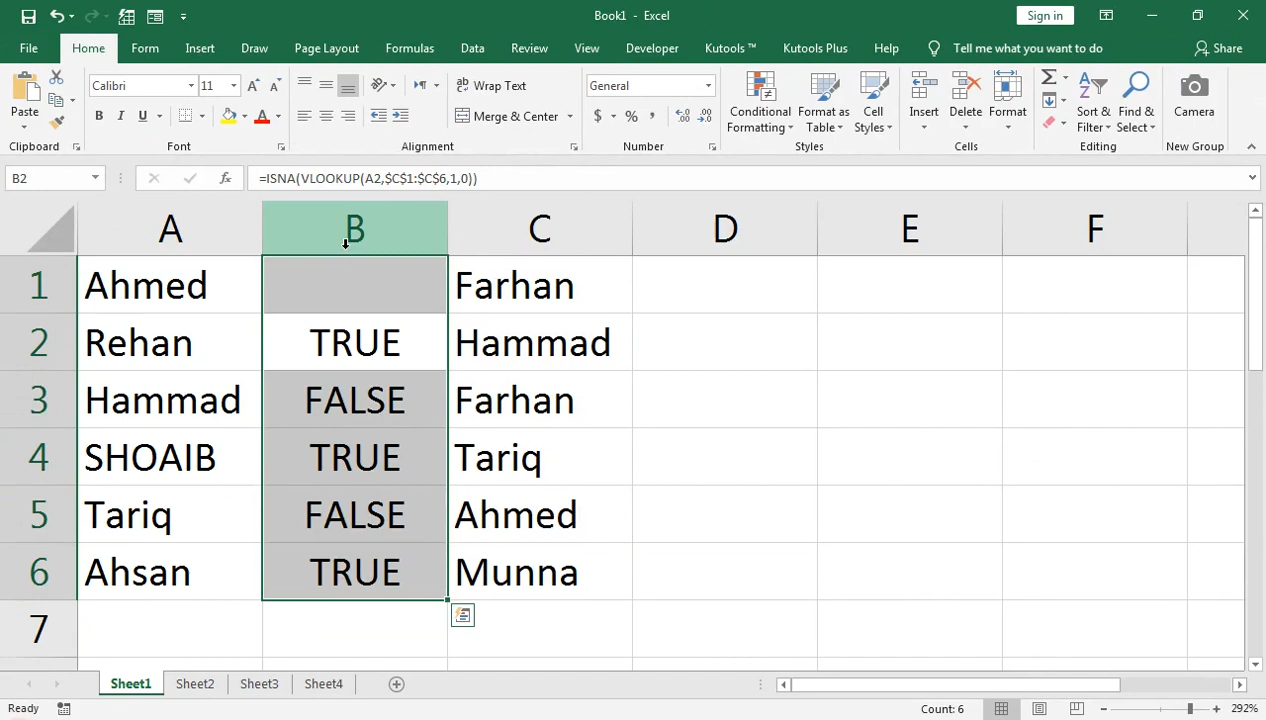 Book1 - Excel
Sign in
File Home Form Insert Draw Page Layout Formulas Data Review View Developer Kutools ™ Kutools Plus Help Tell me what you want to do Share
Paste
Calibri 11 A A
Wrap Text
General
B I U A
Merge & Center
$ % ,
Conditional Formatting
Format as Table
Cell Styles
Insert
Delete
Format
Sort & Filter
Find & Select
Camera
Clipboard Font Alignment Number Styles Cells Editing New Group
B2 fx =ISNA(VLOOKUP(A2,$C$1:$C$6,1,0))
A B C D E F
1 Ahmed Farhan
2 Rehan TRUE Hammad
3 Hammad FALSE Farhan
4 SHOAIB TRUE Tariq
5 Tariq FALSE Ahmed
6 Ahsan TRUE Munna
7
Sheet1 Sheet2 Sheet3 Sheet4
Ready Count: 6 292%